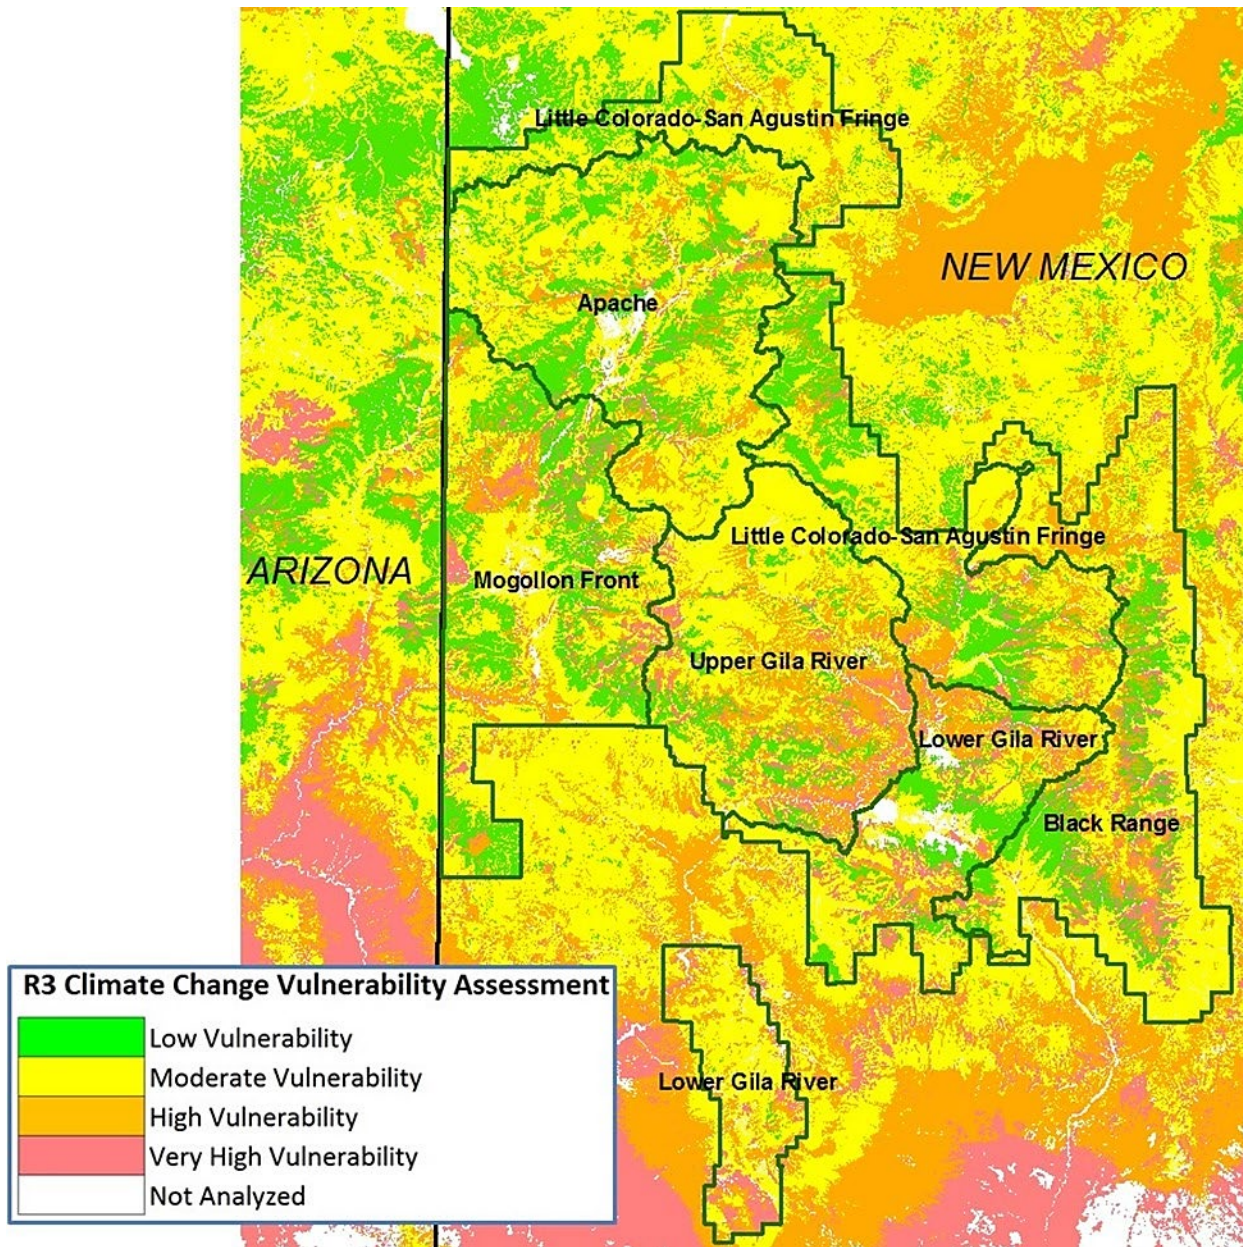 Little Colorado-San Agustin Fringe
NEW MEXICO
Apache
Little Colorado-San Agustin Fringe
ARIZONA
Mogollon Front
Upper Gila River
Lower Gila River
Black Range
R3 Climate Change Vulnerability Assessment
Low Vulnerability
Moderate Vulnerability
High Vulnerability
Very High Vulnerability
Not Analyzed
Lower Gila River